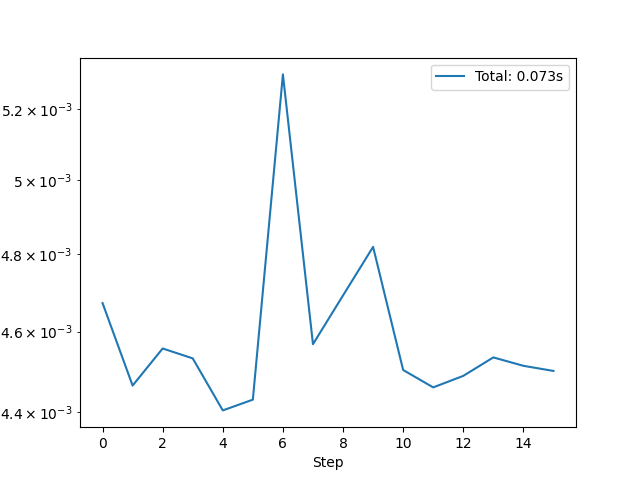 Total: 0.073s
5.2 × 10⁻³
5 × 10⁻³
4.8 × 10⁻³
4.6 × 10⁻³
4.4 × 10⁻³
0 2 4 6 8 10 12 14
Step